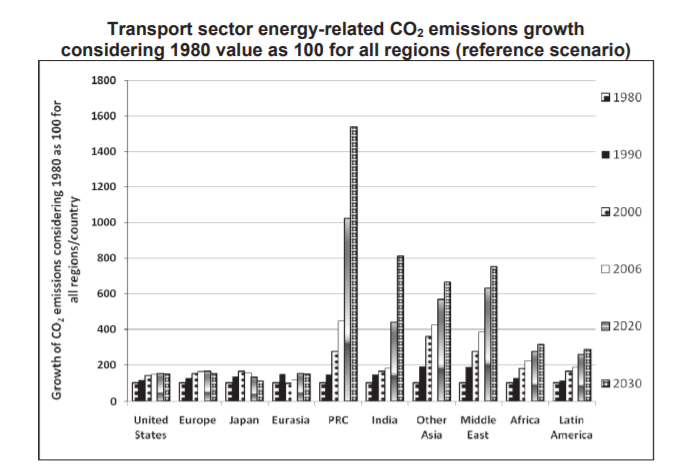 Transport sector energy-related CO₂ emissions growth
considering 1980 value as 100 for all regions (reference scenario)
Growth of CO₂ emissions considering 1980 as 100 for
all regions/country
1800
1600
1400
1200
1000
800
600
400
200
0
United States
Europe
Japan
Eurasia
PRC
India
Other Asia
Middle East
Africa
Latin America
1980
1990
2000
2006
2020
2030